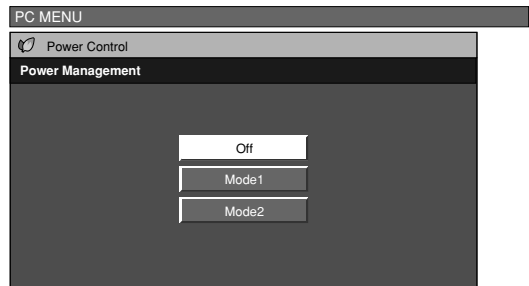 PC MENU
Power Control
Power Management
Off
Mode1
Mode2